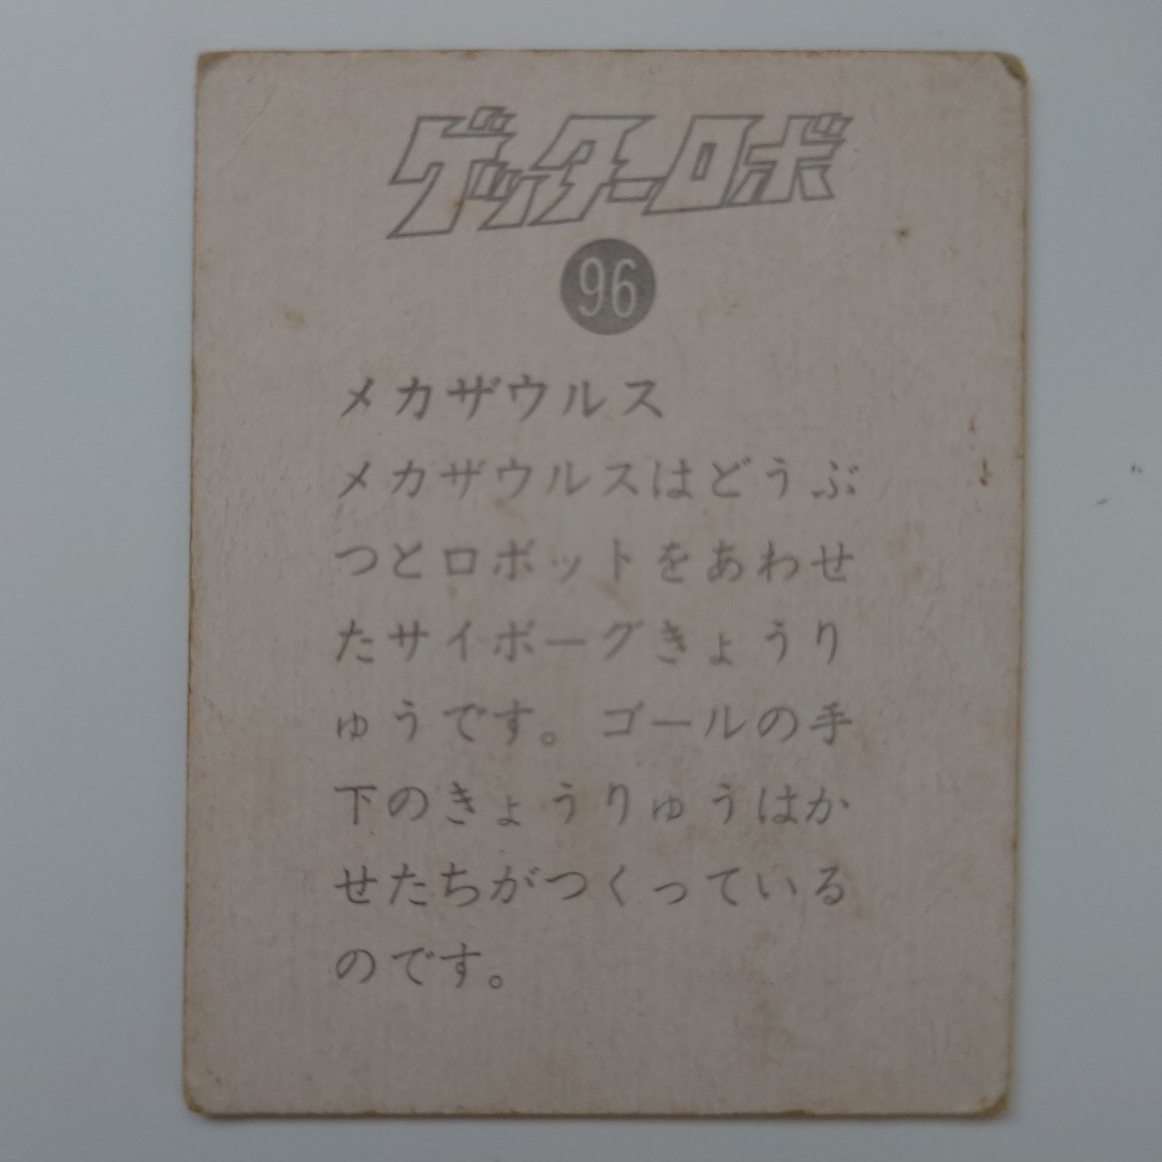 ゲッターロボ
96
メカザウルス
メカザウルスはどうぶ
つとロボットをあわせ
たサイボーグきょうり
ゅうです。ゴールの手
下のきょうりゅうはか
せたちがつくっている
のです。